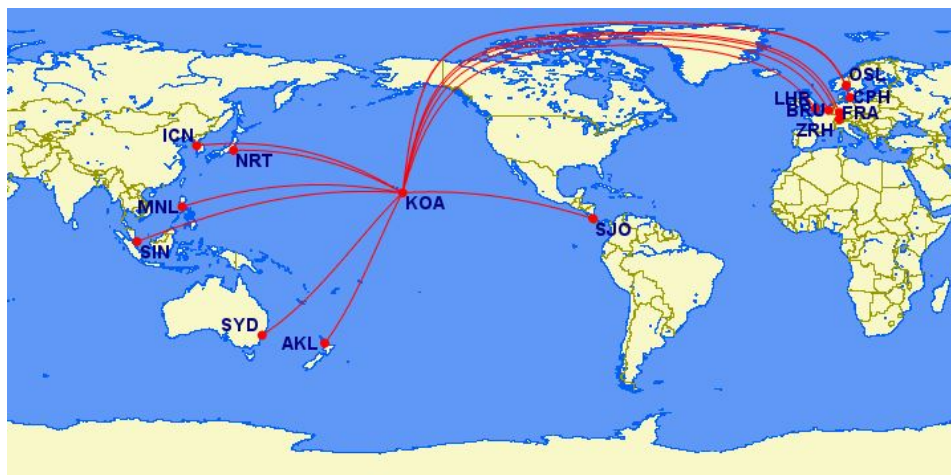 OSL
LHR
CPH
BRU
FRA
ZRH
ICN
NRT
KOA
MNL
SJO
SIN
SYD
AKL